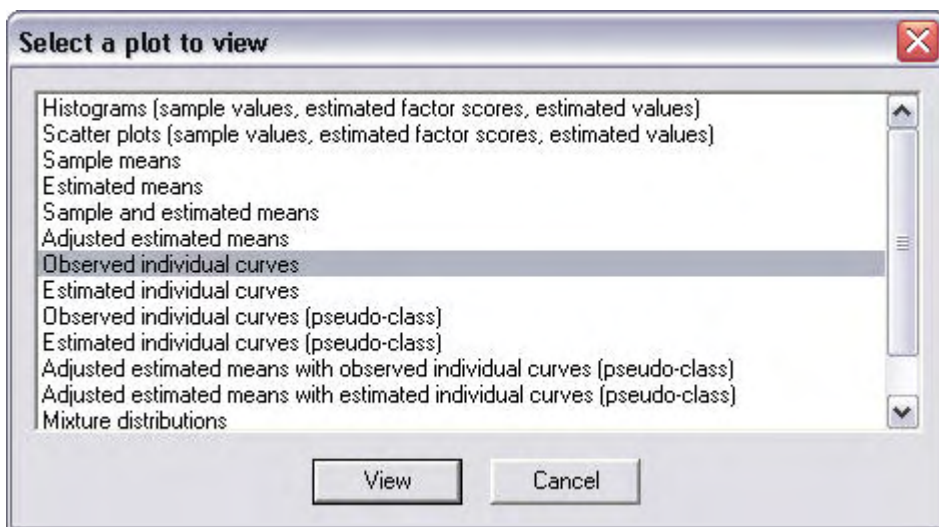 Select a plot to view
Histograms (sample values, estimated factor scores, estimated values)
Scatter plots (sample values, estimated factor scores, estimated values)
Sample means
Estimated means
Sample and estimated means
Adjusted estimated means
Observed individual curves
Estimated individual curves
Observed individual curves (pseudo-class)
Estimated individual curves (pseudo-class)
Adjusted estimated means with observed individual curves (pseudo-class)
Adjusted estimated means with estimated individual curves (pseudo-class)
Mixture distributions
View Cancel